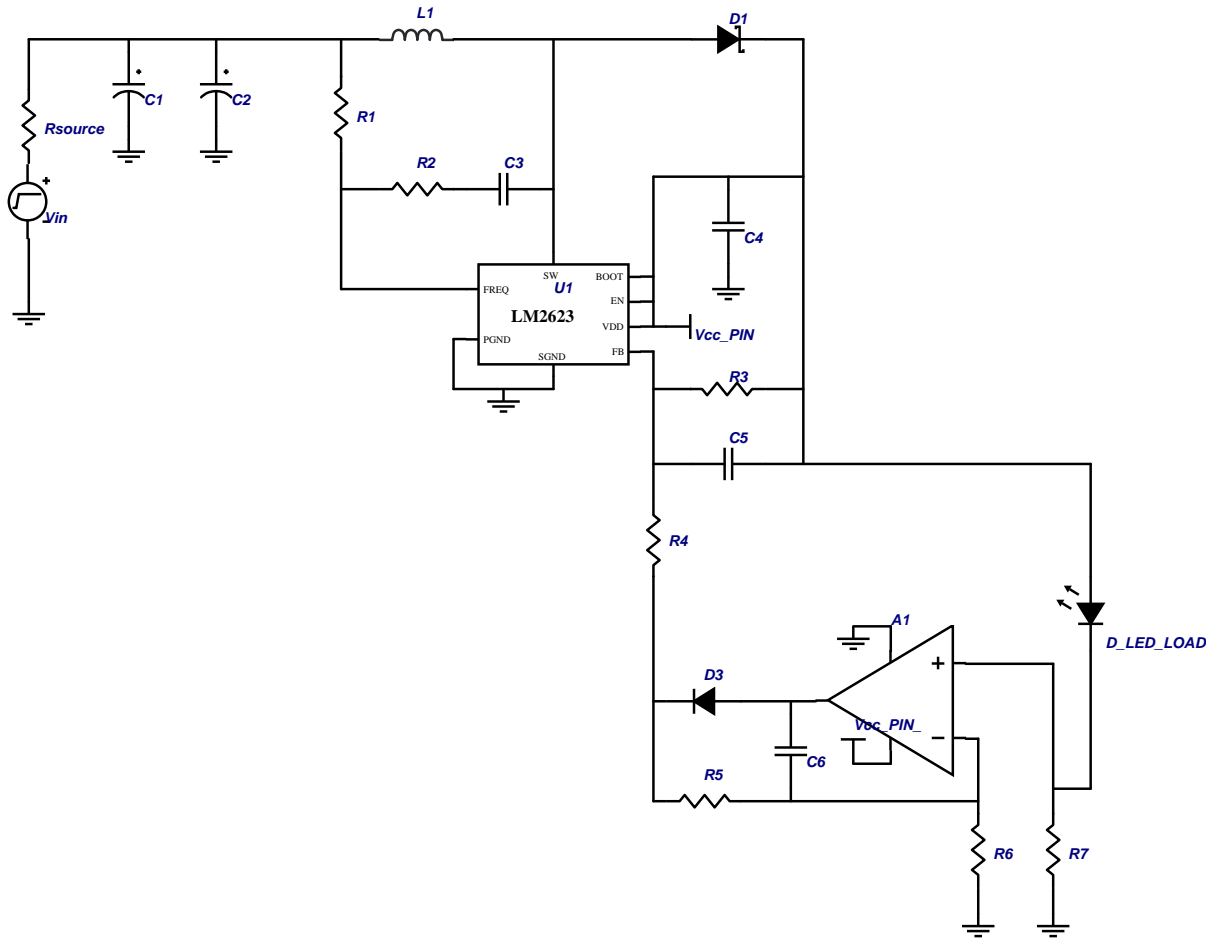 L1
D1
C1
C2
R1
Rsource
R2
C3
+
Vin
-
C4
SW
BOOT
U1
FREQ
EN
LM2623
VDD
Vcc_PIN
PGND
SGND
FB
R3
C5
R4
A1
D_LED_LOAD
+
D3
Vcc_PIN_
-
C6
R5
R6
R7